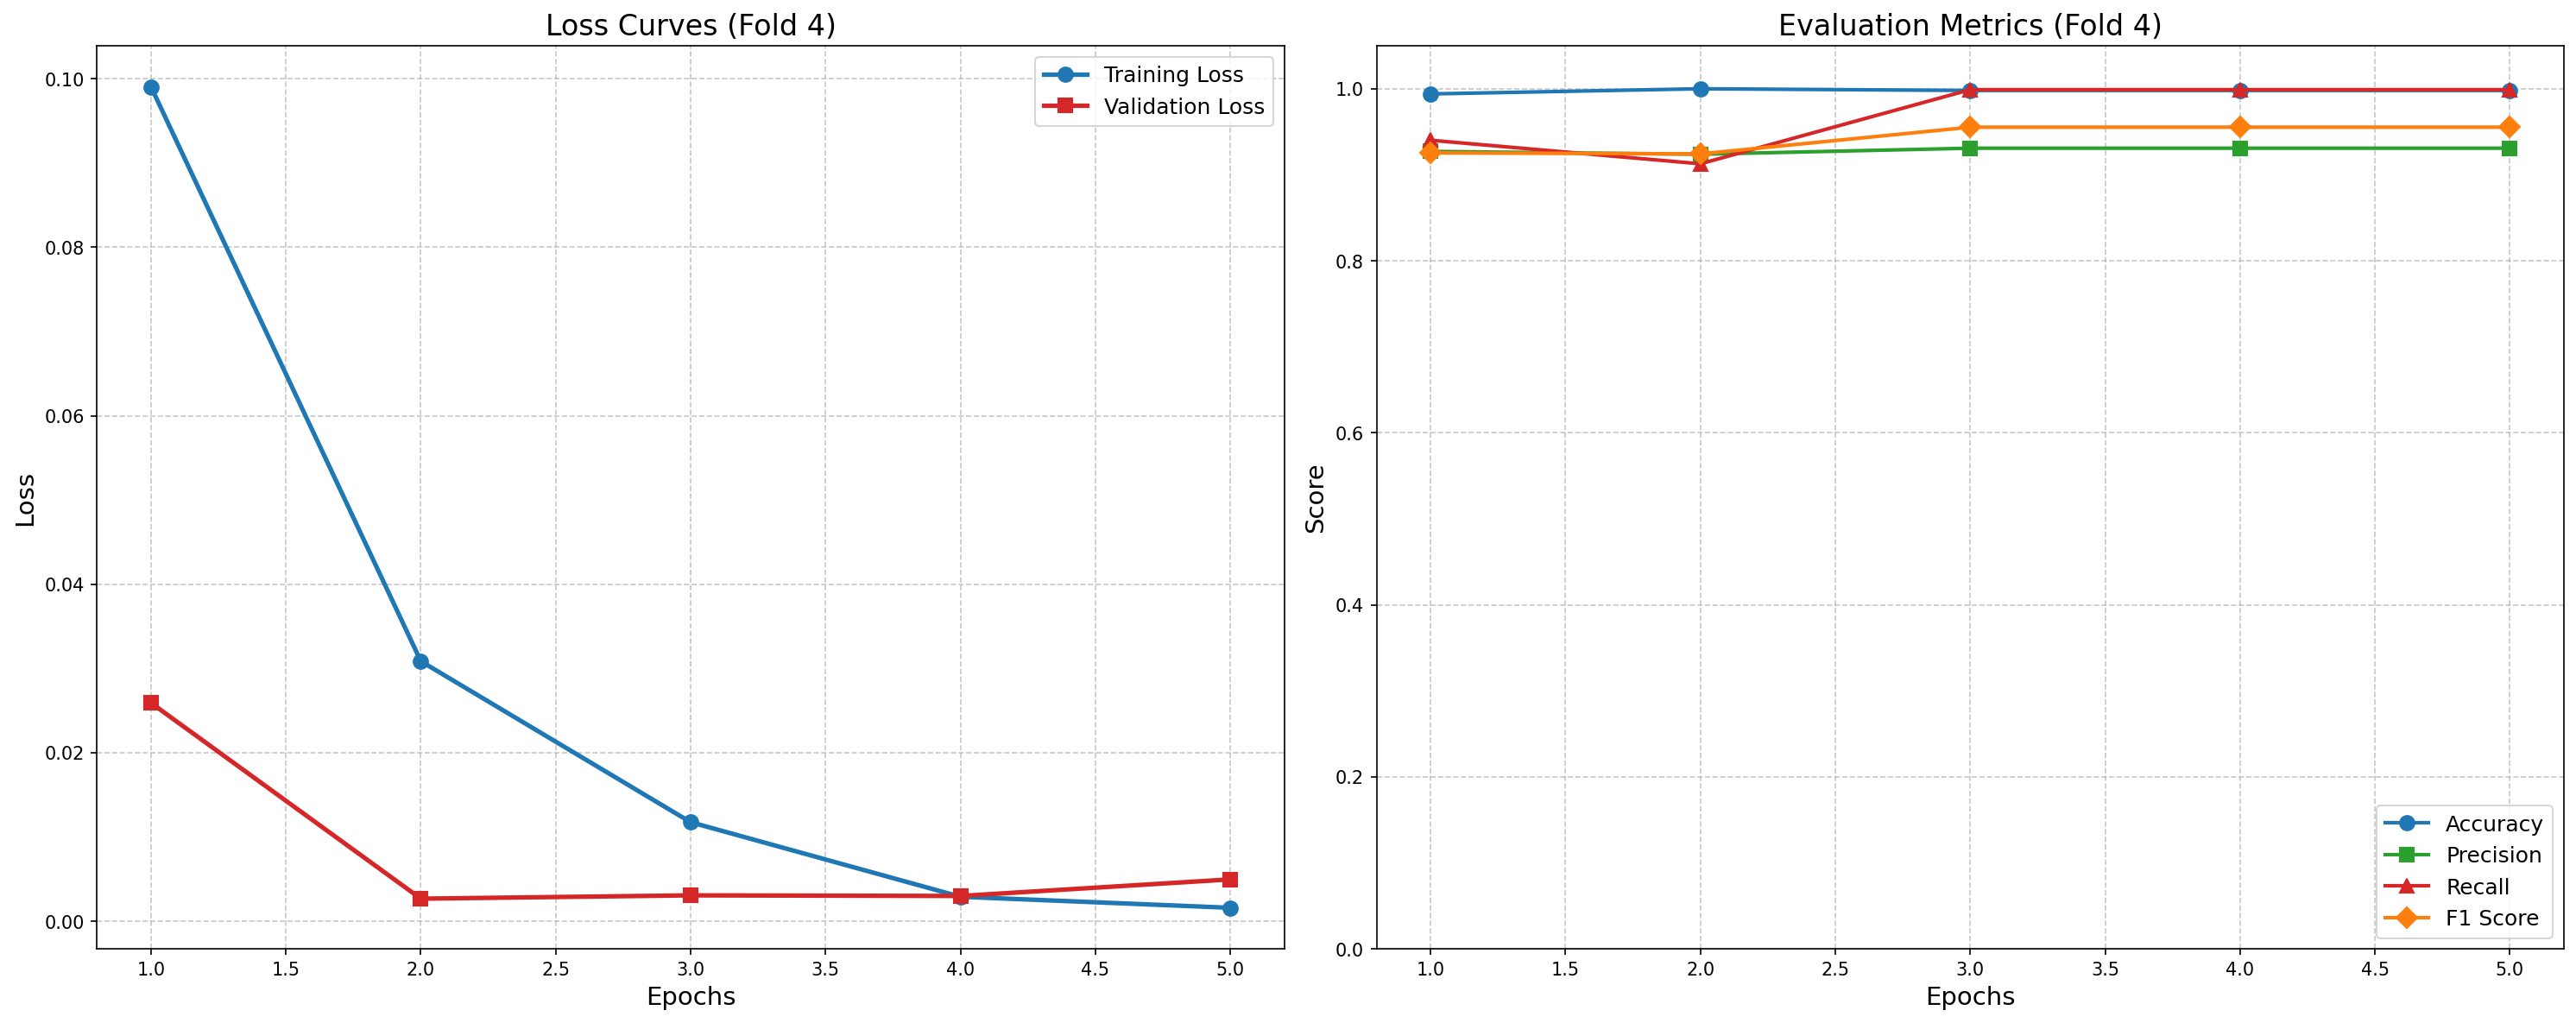 Loss Curves (Fold 4)
0.10
0.08
0.06
0.04
0.02
0.00
Loss
1.0 1.5 2.0 2.5 3.0 3.5 4.0 4.5 5.0
Epochs
Training Loss
Validation Loss
Evaluation Metrics (Fold 4)
1.0
0.8
0.6
0.4
0.2
0.0
Score
1.0 1.5 2.0 2.5 3.0 3.5 4.0 4.5 5.0
Epochs
Accuracy
Precision
Recall
F1 Score